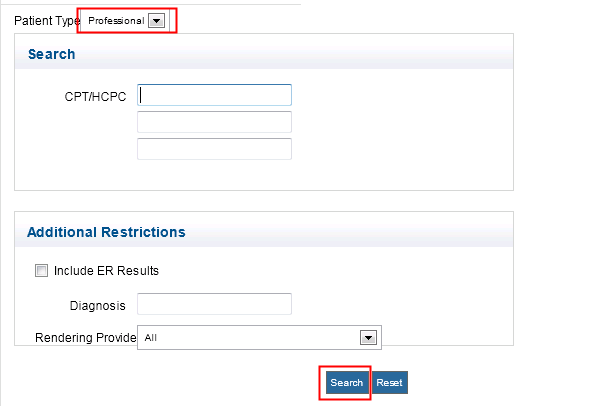 Patient Type Professional
Search
CPT/HCPC
Additional Restrictions
Include ER Results
Diagnosis
Rendering Provide All
Search Reset